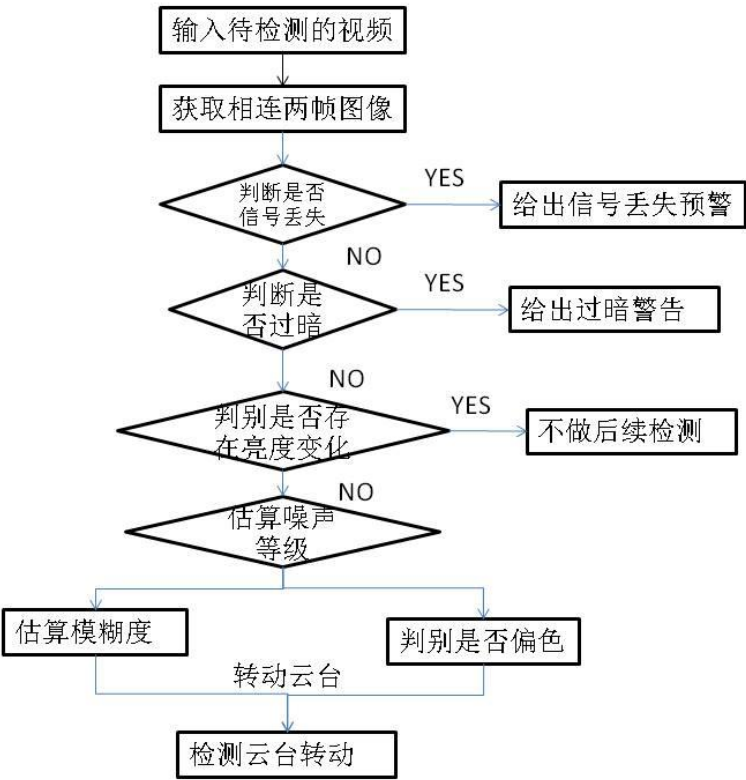 输入待检测的视频
获取相连两帧图像
判断是否
信号丢失
YES
给出信号丢失预警
NO
判断是
否过暗
YES
给出过暗警告
NO
判别是否存
在亮度变化
YES
不做后续检测
NO
估算噪声
等级
估算模糊度
判别是否偏色
转动云台
检测云台转动